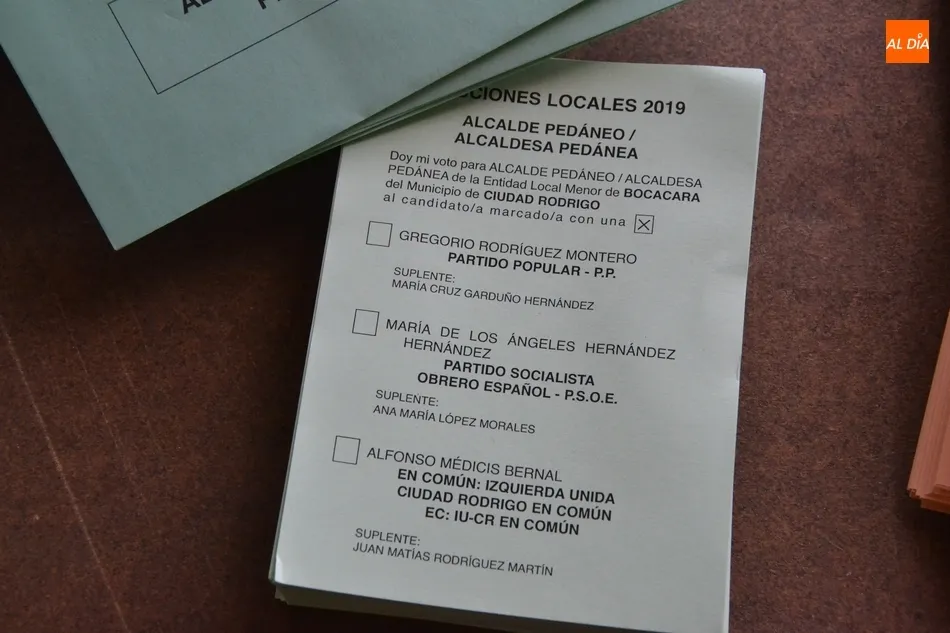 AL DÍA
CIONES LOCALES 2019
ALCALDE PEDÁNEO /
ALCALDESA PEDÁNEA
Doy mi voto para ALCALDE PEDÁNEO / ALCALDESA
PEDÁNEA de la Entidad Local Menor de BOCACARA
del Municipio de CIUDAD RODRIGO
al candidato/a marcado/a con una ☒
GREGORIO RODRÍGUEZ MONTERO
PARTIDO POPULAR - P.P.
SUPLENTE:
MARÍA CRUZ GARDUÑO HERNÁNDEZ
MARÍA DE LOS ÁNGELES HERNÁNDEZ
HERNÁNDEZ
PARTIDO SOCIALISTA
OBRERO ESPAÑOL - P.S.O.E.
SUPLENTE:
ANA MARÍA LÓPEZ MORALES
ALFONSO MÉDICIS BERNAL
EN COMÚN: IZQUIERDA UNIDA
CIUDAD RODRIGO EN COMÚN
EC: IU-CR EN COMÚN
SUPLENTE:
JUAN MATÍAS RODRÍGUEZ MARTÍN